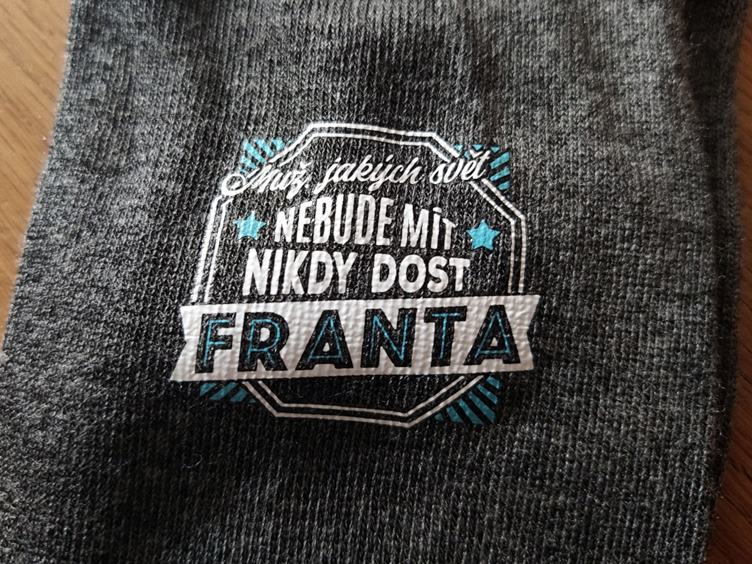 Muž, jakých svět
NEBUDE MÍT
NIKDY DOST
FRANTA